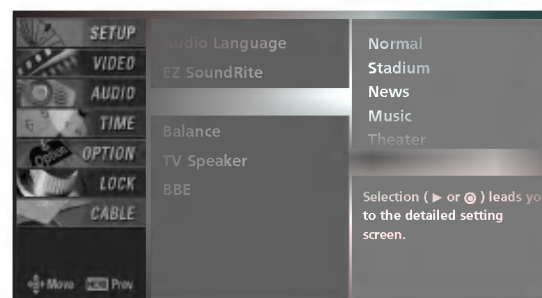 SETUP
VIDEO
AUDIO
TIME
OPTION
LOCK
CABLE
Move Prev
Audio Language
EZ SoundRite
Balance
TV Speaker
BBE
Normal
Stadium
News
Music
Theater
Selection ( ▶ or ◎ ) leads yo
to the detailed setting
screen.